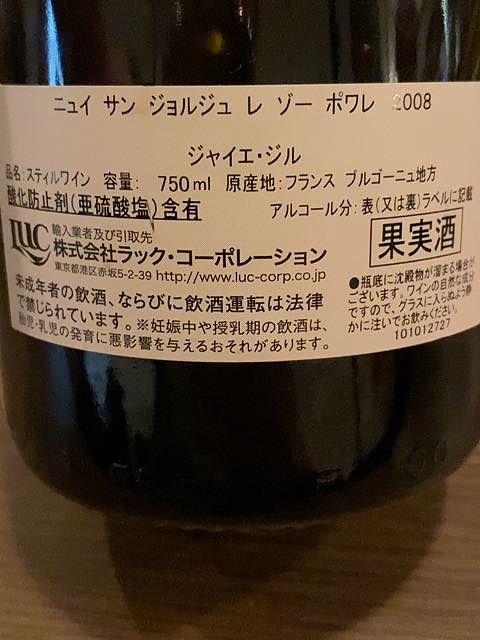 ニュイ サン ジョルジュ レ ゾー ポワレ 2008
ジャイエ・ジル
品名:スティルワイン 容量: 750ml 原産地:フランス ブルゴーニュ地方
酸化防止剤(亜硫酸塩)含有
アルコール分:表(又は裏)ラベルに記載
LUC
輸入業者及び引取先
株式会社ラック・コーポレーション
東京都港区赤坂5-2-39 http://www.luc-corp.co.jp
果実酒
未成年者の飲酒、ならびに飲酒運転は法律
で禁じられています。※妊娠中や授乳期の飲酒は、
胎児・乳児の発育に悪影響を与えるおそれがあります。
●瓶底に沈殿物が溜まる場合が
ございます。ワインの自然な成分
ですので、グラスに入らぬよう静
かに注いでお飲みください。
101012727